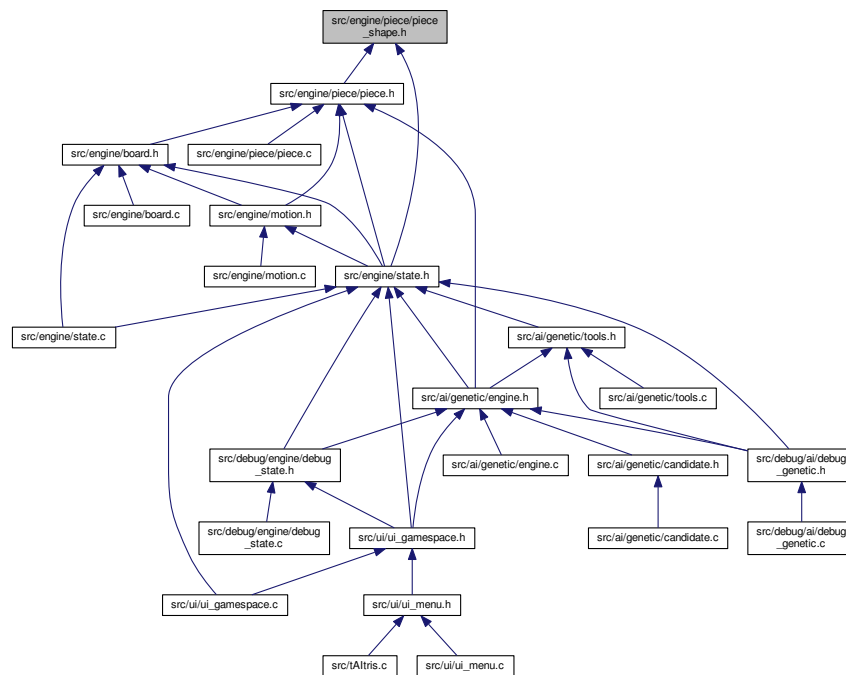 src/engine/piece/piece
_shape.h
src/engine/piece/piece.h
src/engine/board.h
src/engine/piece/piece.c
src/engine/board.c
src/engine/motion.h
src/engine/motion.c
src/engine/state.h
src/engine/state.c
src/ai/genetic/tools.h
src/ai/genetic/engine.h
src/ai/genetic/tools.c
src/debug/engine/debug
_state.h
src/ai/genetic/engine.c
src/ai/genetic/candidate.h
src/debug/ai/debug
_genetic.h
src/debug/engine/debug
_state.c
src/ui/ui_gamespace.h
src/ai/genetic/candidate.c
src/debug/ai/debug
_genetic.c
src/ui/ui_gamespace.c
src/ui/ui_menu.h
src/tAItris.c
src/ui/ui_menu.c